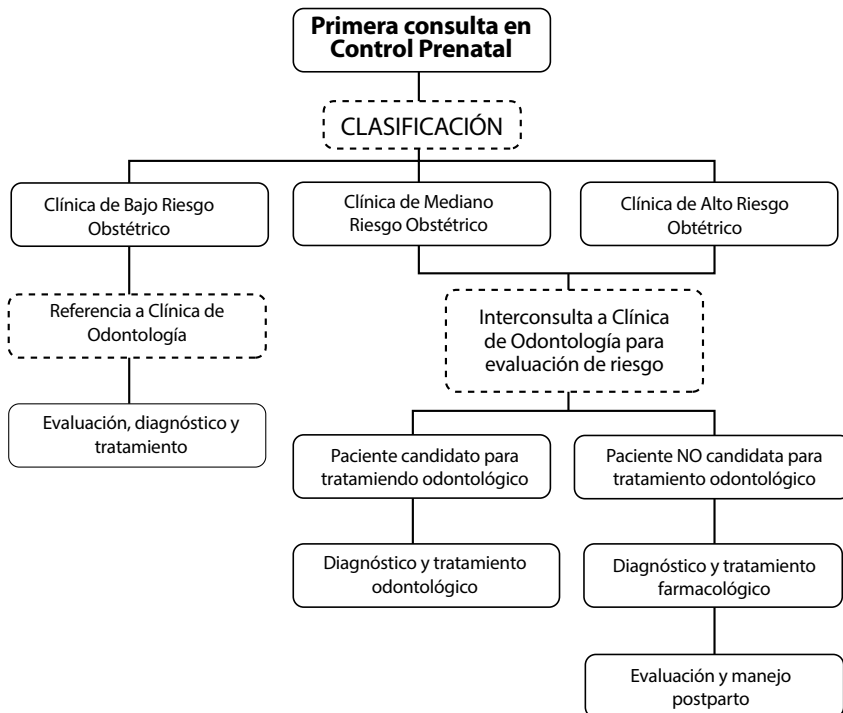 Primera consulta en
Control Prenatal
CLASIFICACIÓN
Clínica de Bajo Riesgo
Obstétrico
Clínica de Mediano
Riesgo Obstétrico
Clínica de Alto Riesgo
Obtétrico
Referencia a Clínica de
Odontología
Interconsulta a Clínica
de Odontología para
evaluación de riesgo
Evaluación, diagnóstico y
tratamiento
Paciente candidato para
tratamiendo odontológico
Paciente NO candidata para
tratamiento odontológico
Diagnóstico y tratamiento
odontológico
Diagnóstico y tratamiento
farmacológico
Evaluación y manejo
postparto